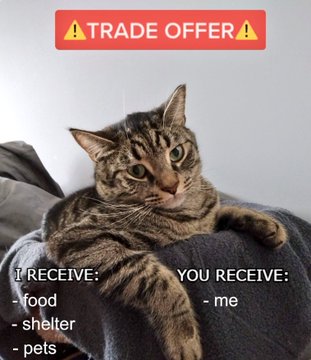 ⚠️TRADE OFFER⚠️
I RECEIVE:
YOU RECEIVE:
- food
- me
- shelter
- pets